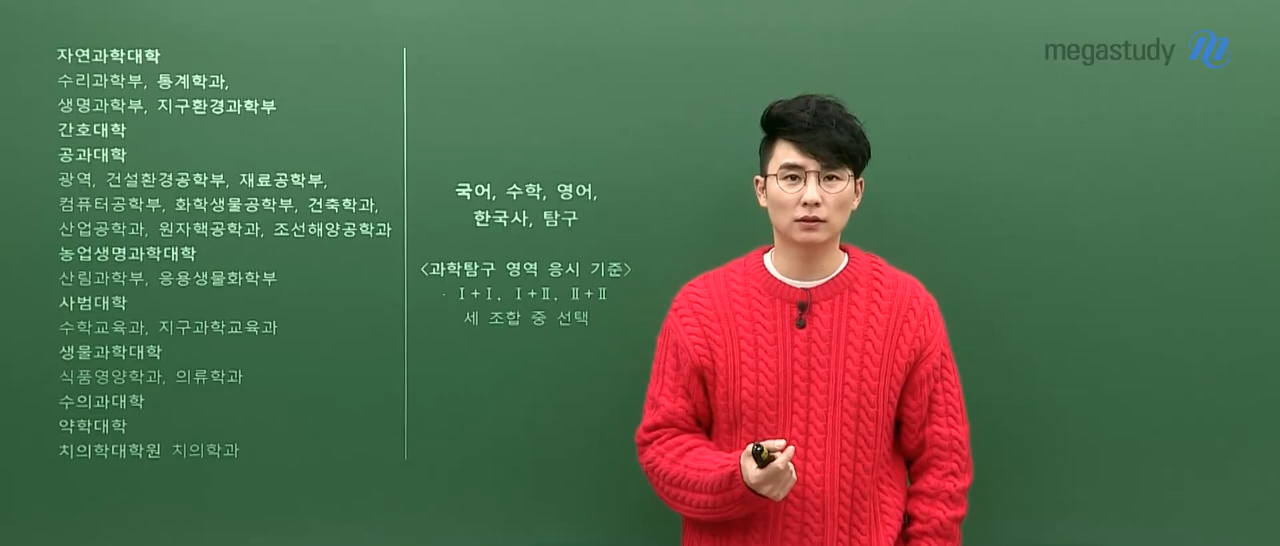 자연과학대학
수리과학부, 통계학과,
생명과학부, 지구환경과학부
간호대학
공과대학
광역, 건설환경공학부, 재료공학부,
컴퓨터공학부, 화학생물공학부, 건축학과,
산업공학과, 원자핵공학과, 조선해양공학과
농업생명과학대학
산림과학부, 응용생물화학부
사범대학
수학교육과, 지구과학교육과
생물과학대학
식품영양학과, 의류학과
수의과대학
약학대학
치의학대학원 치의학과
국어, 수학, 영어,
한국사, 탐구
<과학탐구 영역 응시 기준>
· Ⅰ+Ⅰ, Ⅰ+Ⅱ, Ⅱ+Ⅱ
세 조합 중 선택
megastudy